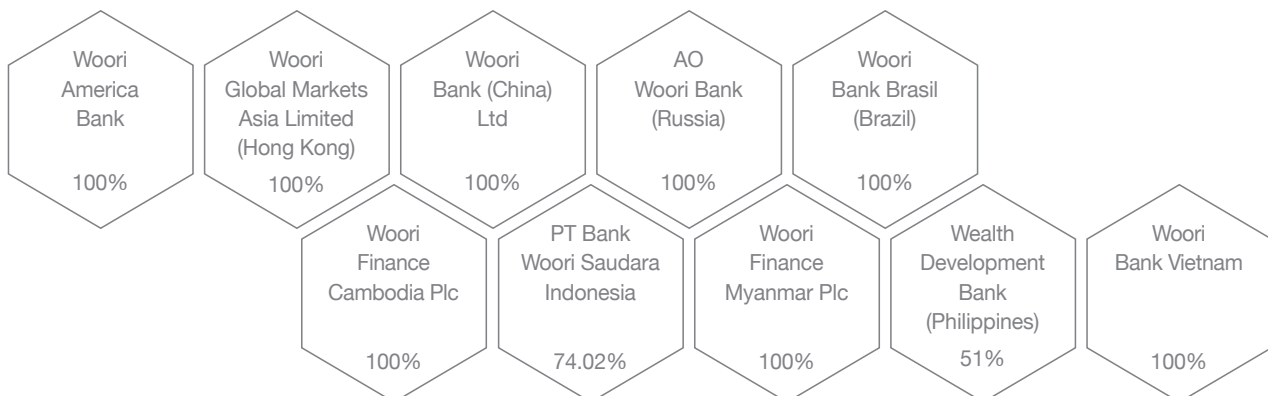 Woori
America
Bank
100%
Woori
Global Markets
Asia Limited
(Hong Kong)
100%
Woori
Bank (China)
Ltd
100%
AO
Woori Bank
(Russia)
100%
Woori
Bank Brasil
(Brazil)
100%
Woori
Finance
Cambodia Plc
100%
PT Bank
Woori Saudara
Indonesia
74.02%
Woori
Finance
Myanmar Plc
100%
Wealth
Development
Bank
(Philippines)
51%
Woori
Bank Vietnam
100%